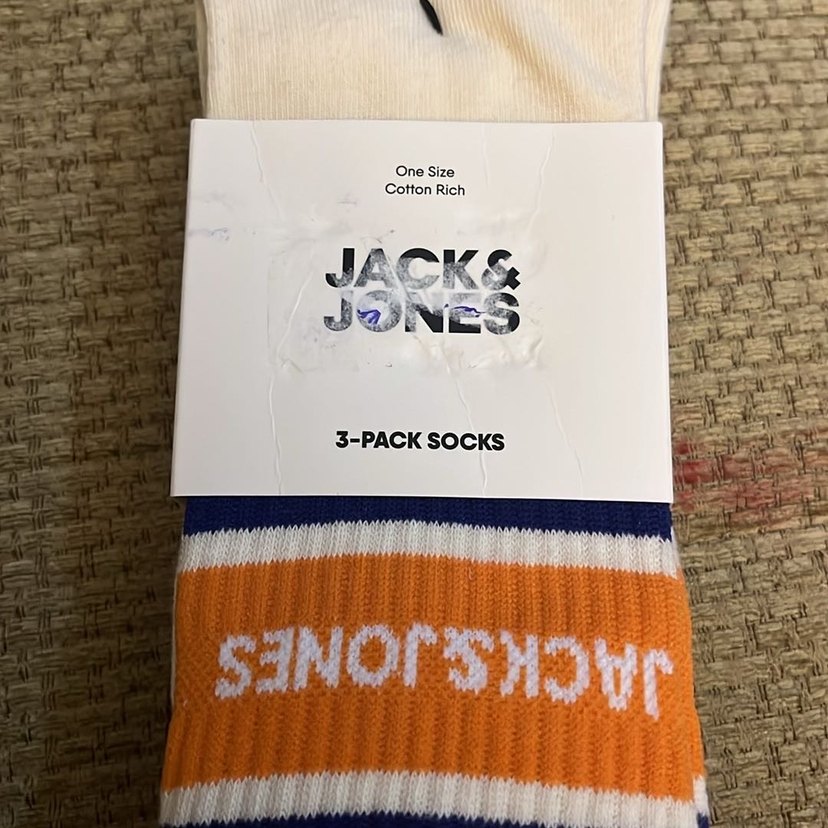 One Size
Cotton Rich
JACK&
JONES
3-PACK SOCKS
JACK&JONES